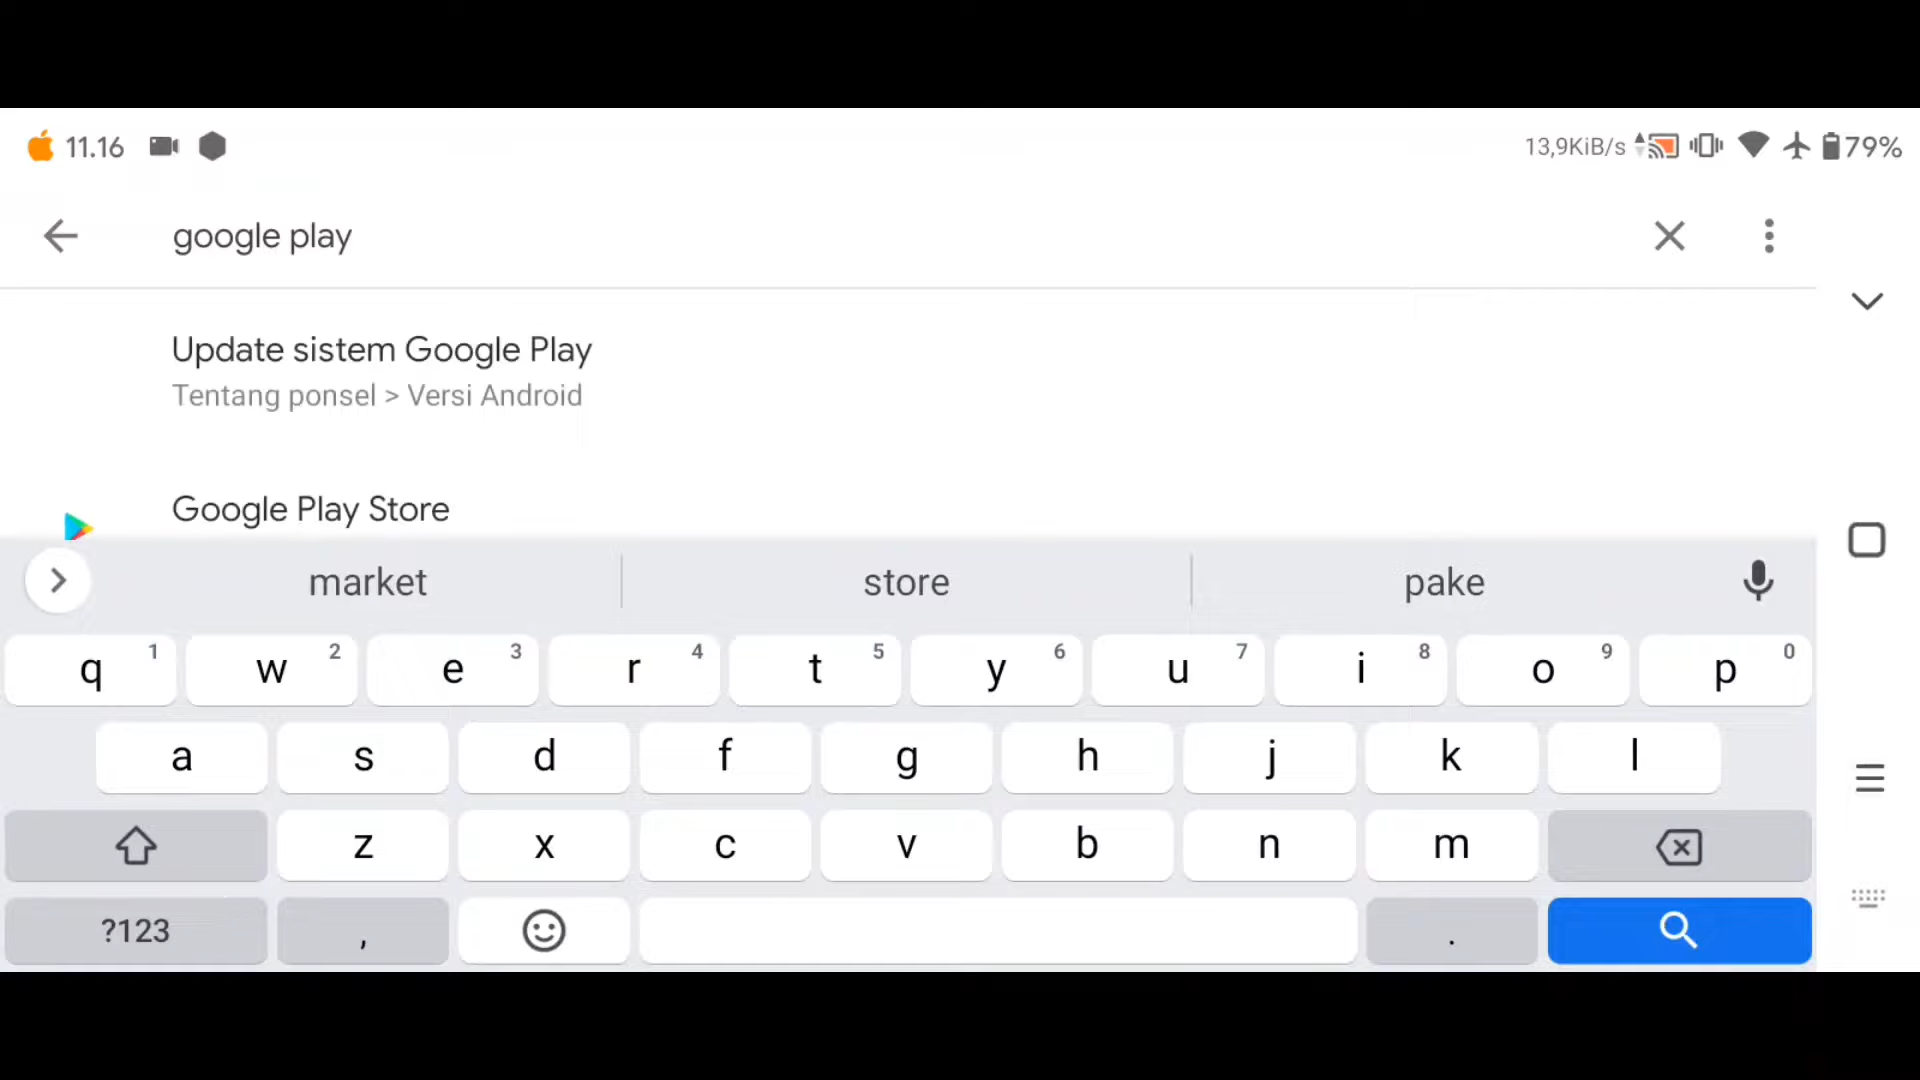 11.16
13,9KiB/s
79%
google play
Update sistem Google Play
Tentang ponsel > Versi Android
Google Play Store
market
store
pake
q 1 w 2 e 3 r 4 t 5 y 6 u 7 i 8 o 9 p 0
a s d f g h j k l
z x c v b n m
?123 , .